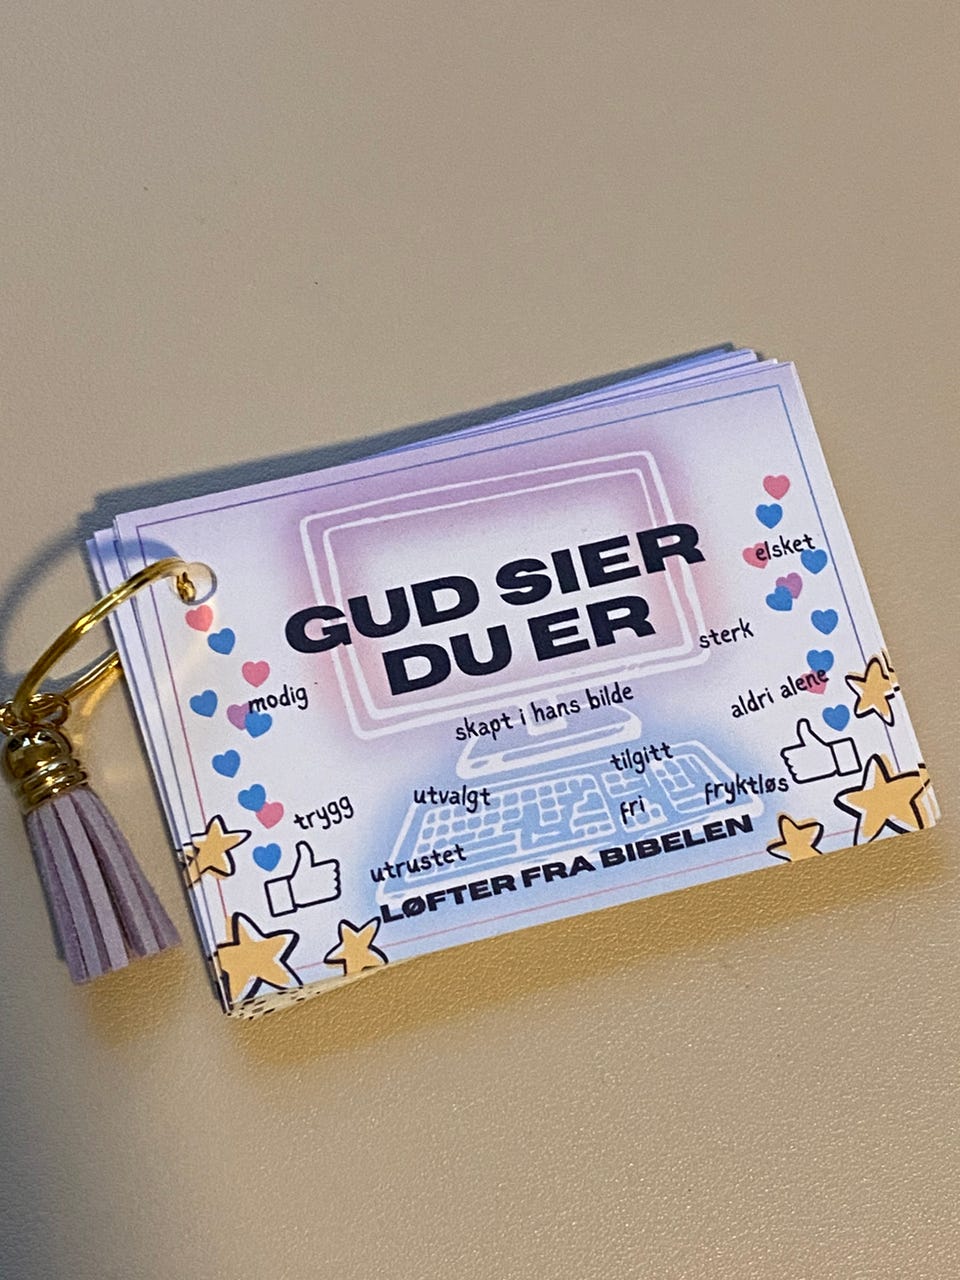 GUD SIER
DU ER
elsket
sterk
modig
skapt i hans bilde
aldri alene
tilgitt
utvalgt
fri
fryktløs
trygg
utrustet
LØFTER FRA BIBELEN